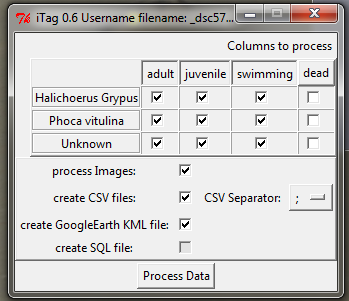 iTag 0.6 Username filename: _dsc57...
Columns to process
adult juvenile swimming dead
Halichoerus Grypus
Phoca vitulina
Unknown
process Images:
create CSV files: CSV Separator: ;
create GoogleEarth KML file:
create SQL file:
Process Data